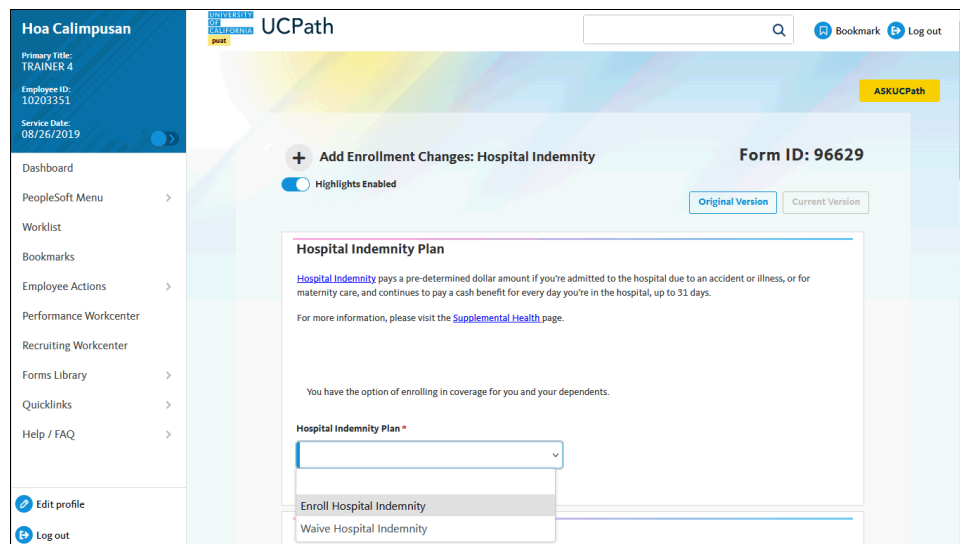 Hoa Calimpusan
Primary Title:
TRAINER 4
Employee ID:
10203351
Service Date:
08/26/2019
Dashboard
PeopleSoft Menu
Worklist
Bookmarks
Employee Actions
Performance Workcenter
Recruiting Workcenter
Forms Library
Quicklinks
Help / FAQ
Edit profile
Log out
UNIVERSITY
OF
CALIFORNIA
puat
UCPath
Bookmark
Log out
ASKUCPath
Add Enrollment Changes: Hospital Indemnity
Form ID: 96629
Highlights Enabled
Original Version
Current Version
Hospital Indemnity Plan
Hospital Indemnity pays a pre-determined dollar amount if you're admitted to the hospital due to an accident or illness, or for
maternity care, and continues to pay a cash benefit for every day you're in the hospital, up to 31 days.
For more information, please visit the Supplemental Health page.
You have the option of enrolling in coverage for you and your dependents.
Hospital Indemnity Plan *
Enroll Hospital Indemnity
Waive Hospital Indemnity